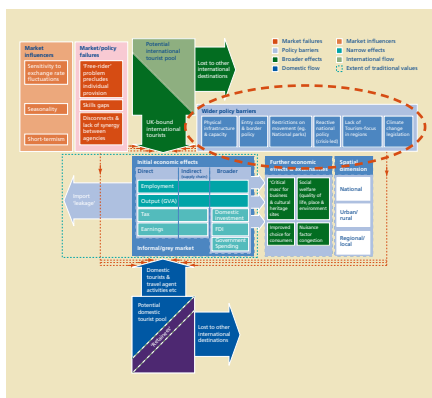 Market
influencers
Sensitivity to
exchange rate
fluctuations
Seasonality
Short-termism
Market/policy
failures
'Free-rider'
problem
precludes
individual
provision
Skills gaps
Disconnects &
lack of synergy
between
agencies
Potential
international
tourist pool
UK-bound
international
tourists
Lost to other
international
destinations
Market failures
Policy barriers
Broader effects
Domestic flow
Market influencers
Narrow effects
International flow
Extent of traditional values
Wider policy barriers
Physical
infrastructure
& capacity
Entry costs
& border
policy
Restrictions on
movement (eg.
National parks)
Reactive
national
policy
(crisis-led)
Lack of
Tourism-focus
in regions
Climate
change
legislation
Import
'leakage'
Initial economic effects
Direct
Indirect
(supply chain)
Broader
Employment
Output (GVA)
Tax
Earnings
Domestic
investment
FDI
Government
Spending
Informal/grey market
Further economic
effects & externalities
'Critical
mass' for
business
& cultural
heritage
sites
Social
welfare (quality
of life, place &
environment
Improved
choice for
consumers
Nuisance
factor
congestion
Spatial
dimension
National
Urban/
rural
Regional/
local
Domestic
tourists &
travel agent
activities etc
Potential
domestic
tourist pool
Lost to other
international
destinations